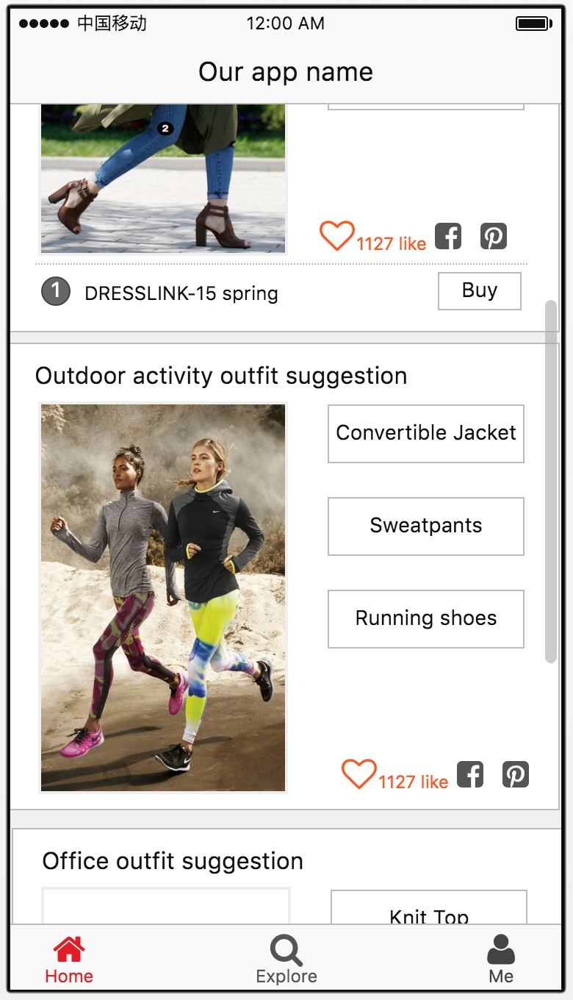 中国移动 12:00 AM
Our app name
2
1127 like
1 DRESSLINK-15 spring Buy
Outdoor activity outfit suggestion
Convertible Jacket
Sweatpants
Running shoes
1127 like
Office outfit suggestion
Knit Top
Home Explore Me